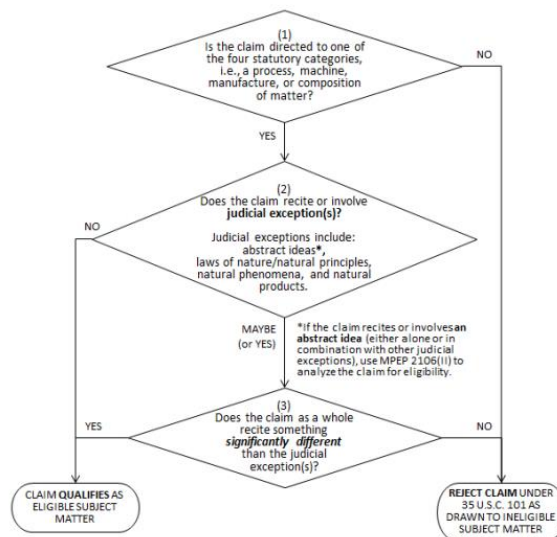 (1)
Is the claim directed to one of
the four statutory categories,
i.e., a process, machine,
manufacture, or composition
of matter?
NO
YES
(2)
Does the claim recite or involve
judicial exception(s)?
Judicial exceptions include:
abstract ideas*,
laws of nature/natural principles,
natural phenomena, and natural
products.
NO
MAYBE
(or YES)
*If the claim recites or involves an
abstract idea (either alone or in
combination with other judicial
exceptions), use MPEP 2106(II) to
analyze the claim for eligibility.
(3)
Does the claim as a whole
recite something
significantly different
than the judicial
exception(s)?
YES
NO
CLAIM QUALIFIES AS
ELIGIBLE SUBJECT
MATTER
REJECT CLAIM UNDER
35 U.S.C. 101 AS
DRAWN TO INELIGIBLE
SUBJECT MATTER